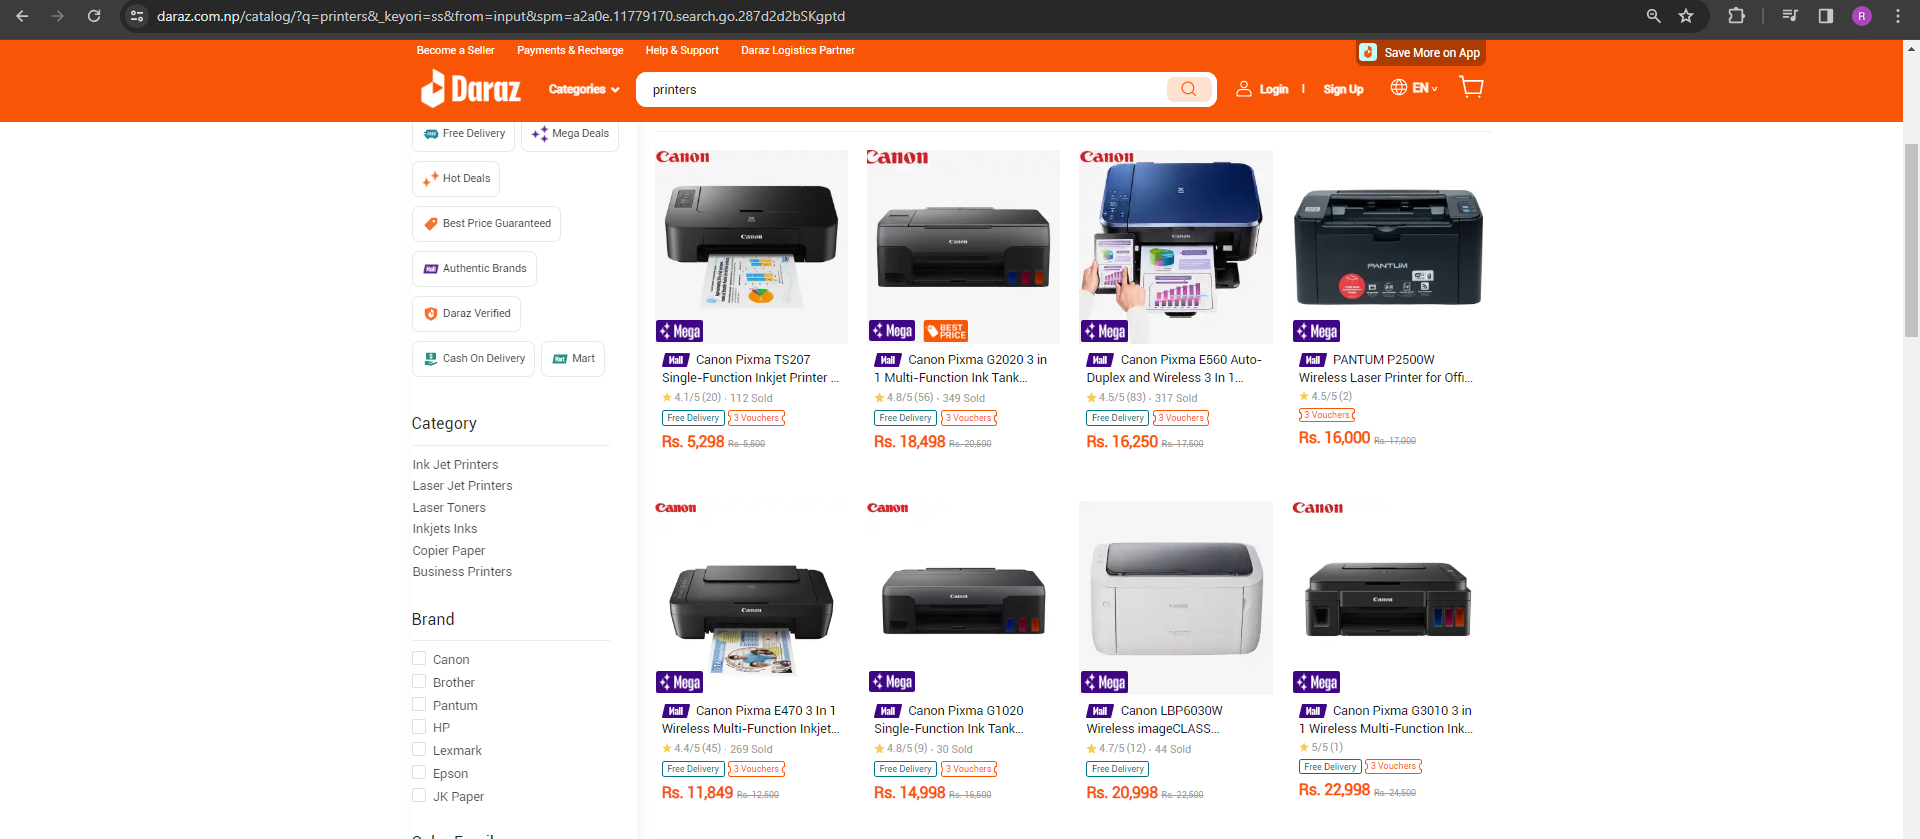 daraz.com.np/catalog/?q=printers&_keyori=ss&from=input&spm=a2a0e.11779170.search.go.287d2d2bSKgptd
R
Become a Seller
Payments & Recharge
Help & Support
Daraz Logistics Partner
Save More on App
Daraz
Categories
printers
Login
Sign Up
EN
Free Delivery
Mega Deals
Hot Deals
Best Price Guaranteed
Mall Authentic Brands
Daraz Verified
Cash On Delivery
Mart Mart
Category
Ink Jet Printers
Laser Jet Printers
Laser Toners
Inkjets Inks
Copier Paper
Business Printers
Brand
Canon
Brother
Pantum
HP
Lexmark
Epson
JK Paper
Canon
Canon
Mega
Mall Canon Pixma TS207
Single-Function Inkjet Printer ...
4.1/5 (20) · 112 Sold
Free Delivery 3 Vouchers
Rs. 5,298 Rs. 5,500
Canon
Canon
Mega BEST PRICE
Mall Canon Pixma G2020 3 in
1 Multi-Function Ink Tank...
4.8/5 (56) · 349 Sold
Free Delivery 3 Vouchers
Rs. 18,498 Rs. 20,500
Canon
Canon
Mega
Mall Canon Pixma E560 Auto-
Duplex and Wireless 3 In 1...
4.5/5 (83) · 317 Sold
Free Delivery 3 Vouchers
Rs. 16,250 Rs. 17,500
PANTUM
Mega
Mall PANTUM P2500W
Wireless Laser Printer for Offi...
4.5/5 (2)
3 Vouchers
Rs. 16,000 Rs. 17,000
Canon
Canon
Mega
Mall Canon Pixma E470 3 In 1
Wireless Multi-Function Inkjet...
4.4/5 (45) · 269 Sold
Free Delivery 3 Vouchers
Rs. 11,849 Rs. 12,500
Canon
Canon
Mega
Mall Canon Pixma G1020
Single-Function Ink Tank...
4.8/5 (9) · 30 Sold
Free Delivery 3 Vouchers
Rs. 14,998 Rs. 16,500
Canon
Mega
Mall Canon LBP6030W
Wireless imageCLASS...
4.7/5 (12) · 44 Sold
Free Delivery
Rs. 20,998 Rs. 22,500
Canon
Canon
Mega
Mall Canon Pixma G3010 3 in
1 Wireless Multi-Function Ink...
5/5 (1)
Free Delivery 3 Vouchers
Rs. 22,998 Rs. 24,500